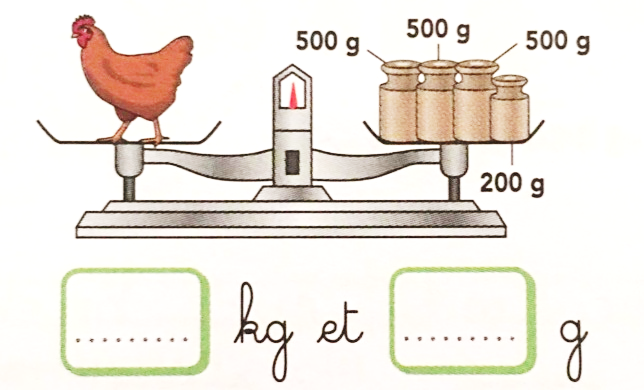 500 g 500 g 500 g
200 g
......... kg et ......... g